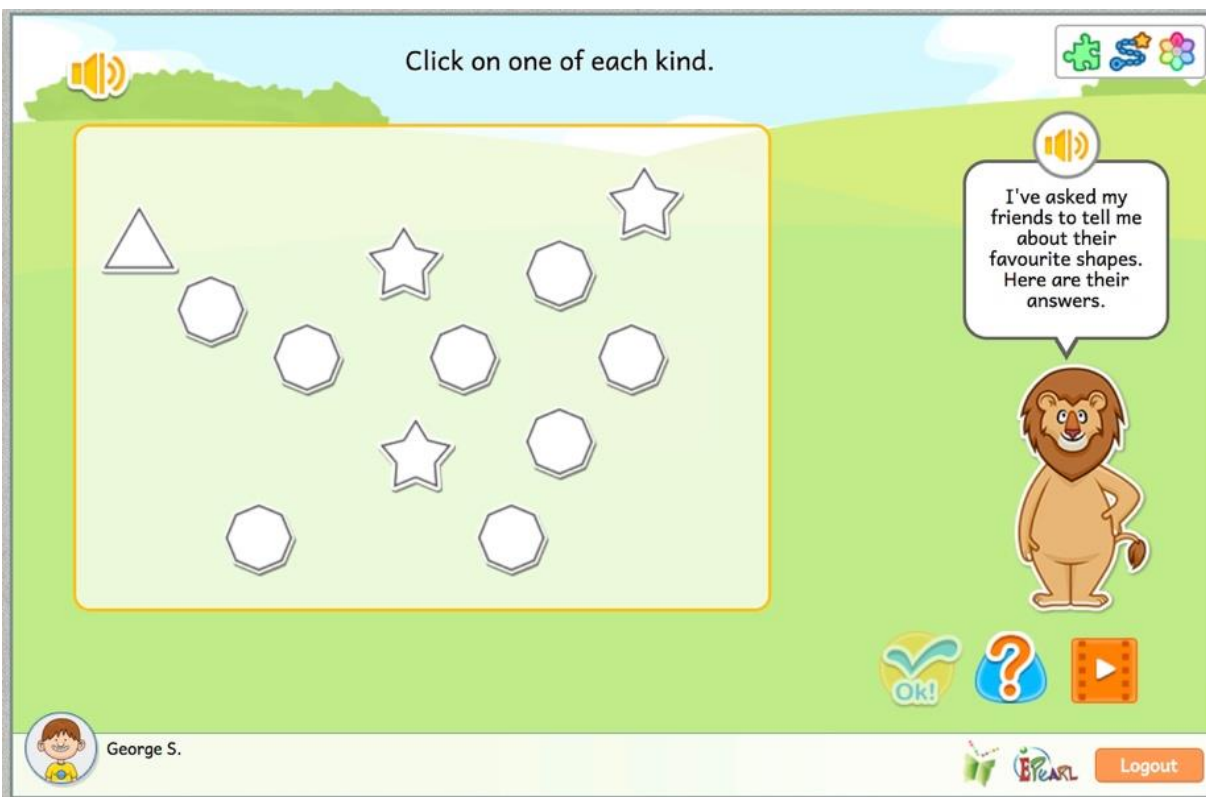 Click on one of each kind.
I've asked my
friends to tell me
about their
favourite shapes.
Here are their
answers.
Ok!
?
George S.
EPEARL
Logout